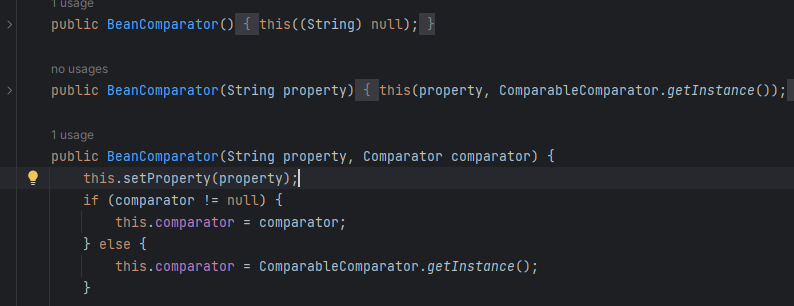 1 usage
public BeanComparator() { this((String) null); }
no usages
public BeanComparator(String property) { this(property, ComparableComparator.getInstance());
1 usage
public BeanComparator(String property, Comparator comparator) {
this.setProperty(property);
if (comparator != null) {
this.comparator = comparator;
} else {
this.comparator = ComparableComparator.getInstance();
}